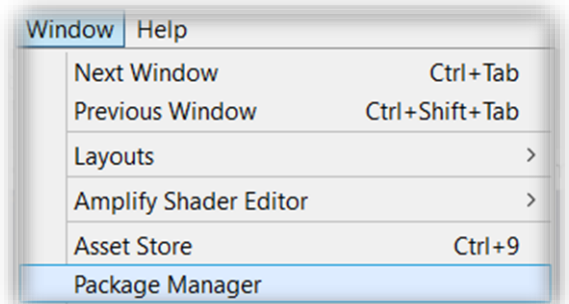 Window Help
Next Window Ctrl+Tab
Previous Window Ctrl+Shift+Tab
Layouts >
Amplify Shader Editor >
Asset Store Ctrl+9
Package Manager